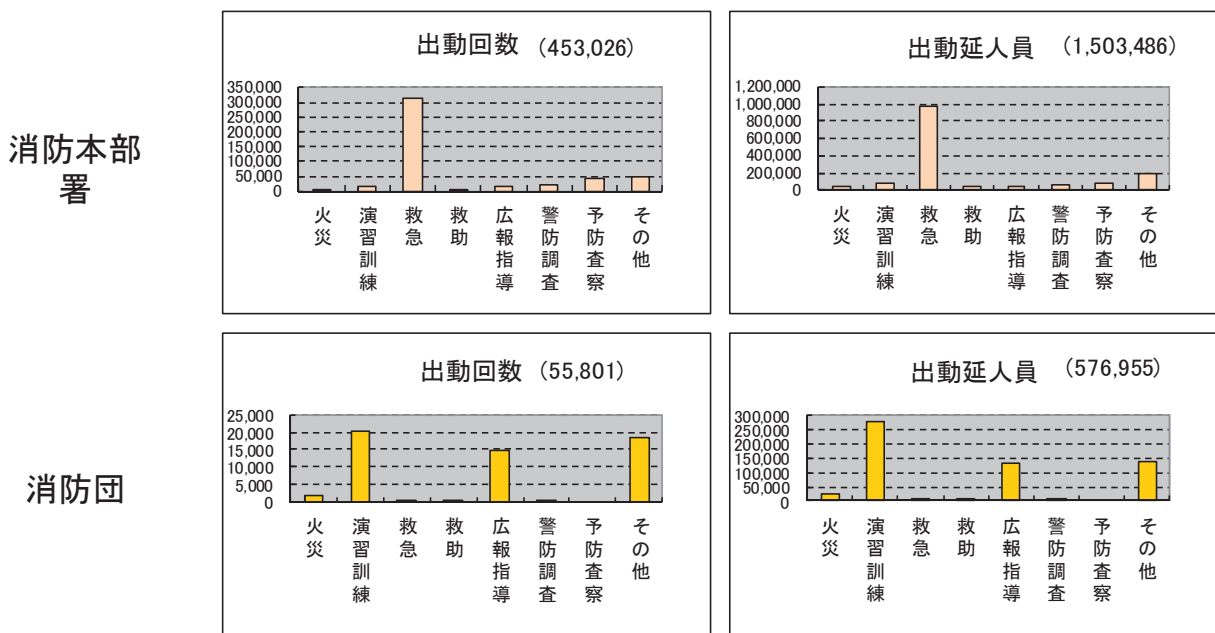 消防本部
署
出動回数 (453,026)
350,000
300,000
250,000
200,000
150,000
100,000
50,000
0
火災
演習訓練
救急
救助
広報指導
警防調査
予防査察
その他
出動延人員 (1,503,486)
1,200,000
1,000,000
800,000
600,000
400,000
200,000
0
火災
演習訓練
救急
救助
広報指導
警防調査
予防査察
その他
消防団
出動回数 (55,801)
25,000
20,000
15,000
10,000
5,000
0
火災
演習訓練
救急
救助
広報指導
警防調査
予防査察
その他
出動延人員 (576,955)
300,000
250,000
200,000
150,000
100,000
50,000
0
火災
演習訓練
救急
救助
広報指導
警防調査
予防査察
その他